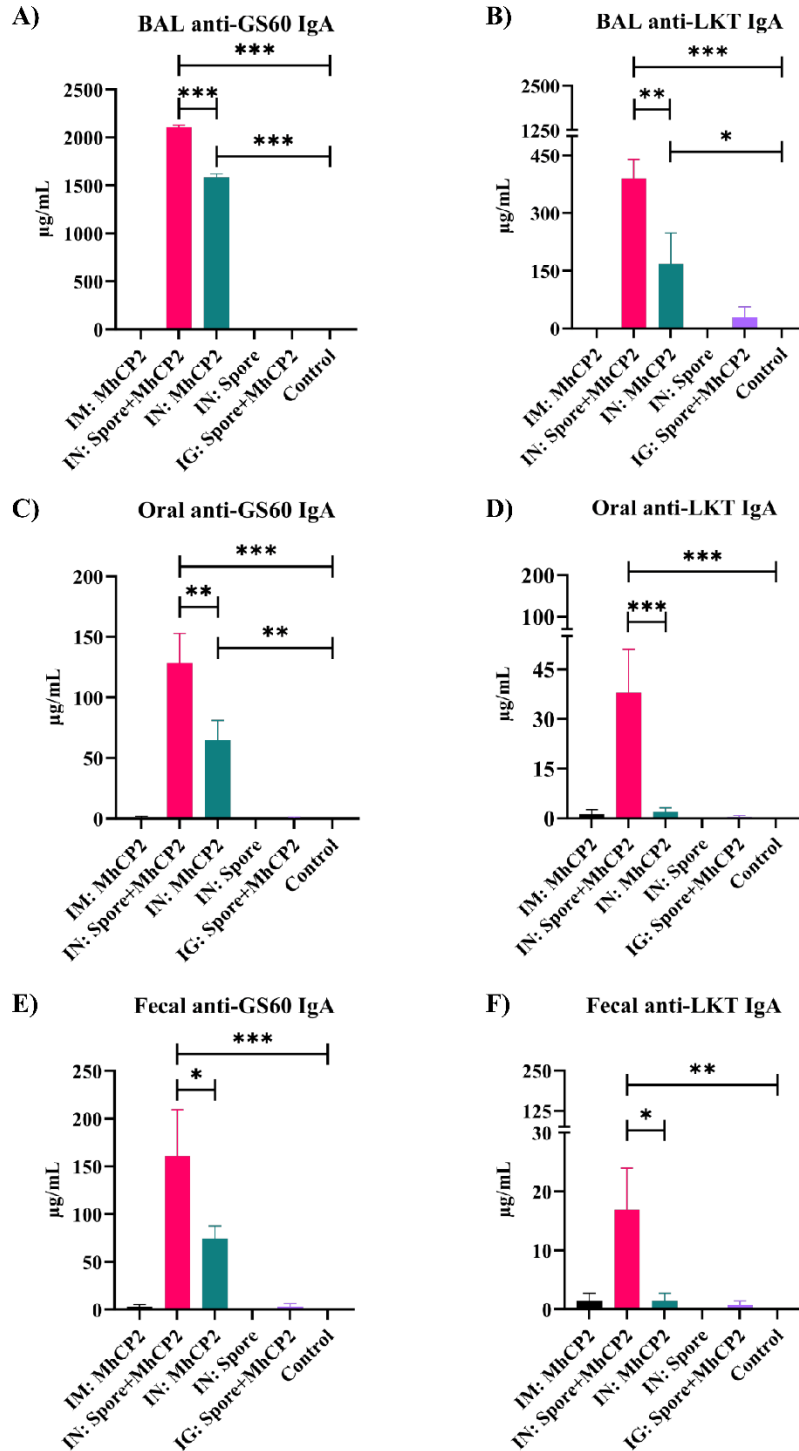 A)
BAL anti-GS60 IgA
***
***
***
2500
2000
1500
1000
500
0
µg/mL
IM: MhCP2
IN: Spore+MhCP2
IN: MhCP2
IN: Spore
IG: Spore+MhCP2
Control
B)
BAL anti-LKT IgA
***
**
*
2500
1250
450
300
150
0
µg/mL
IM: MhCP2
IN: Spore+MhCP2
IN: MhCP2
IN: Spore
IG: Spore+MhCP2
Control
C)
Oral anti-GS60 IgA
***
**
**
200
150
100
50
0
µg/mL
IM: MhCP2
IN: Spore+MhCP2
IN: MhCP2
IN: Spore
IG: Spore+MhCP2
Control
D)
Oral anti-LKT IgA
***
***
200
100
45
30
15
0
µg/mL
IM: MhCP2
IN: Spore+MhCP2
IN: MhCP2
IN: Spore
IG: Spore+MhCP2
Control
E)
Fecal anti-GS60 IgA
***
*
250
200
150
100
50
0
µg/mL
IM: MhCP2
IN: Spore+MhCP2
IN: MhCP2
IN: Spore
IG: Spore+MhCP2
Control
F)
Fecal anti-LKT IgA
**
*
250
125
30
20
10
0
µg/mL
IM: MhCP2
IN: Spore+MhCP2
IN: MhCP2
IN: Spore
IG: Spore+MhCP2
Control